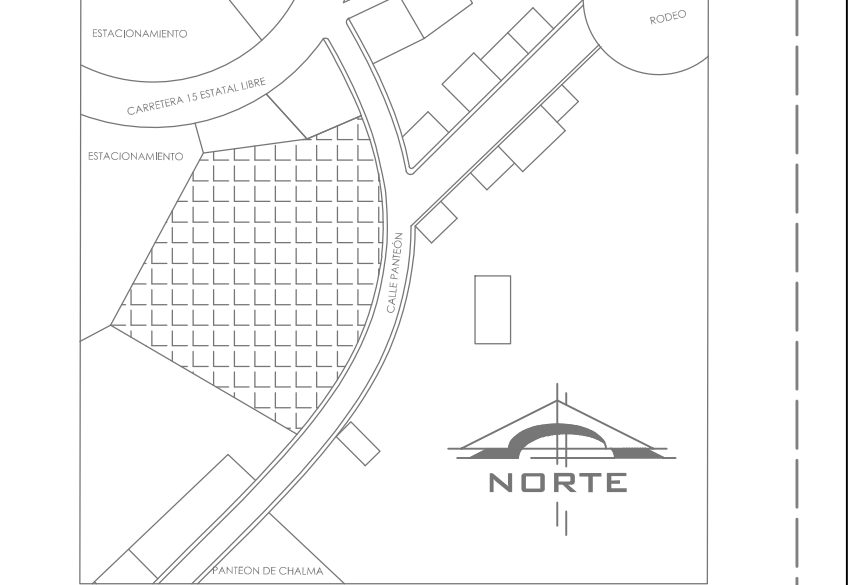 ESTACIONAMIENTO
RODEO
CARRETERA 15 ESTATAL LIBRE
ESTACIONAMIENTO
CALLE PANTEÓN
NORTE
PANTEON DE CHALMA